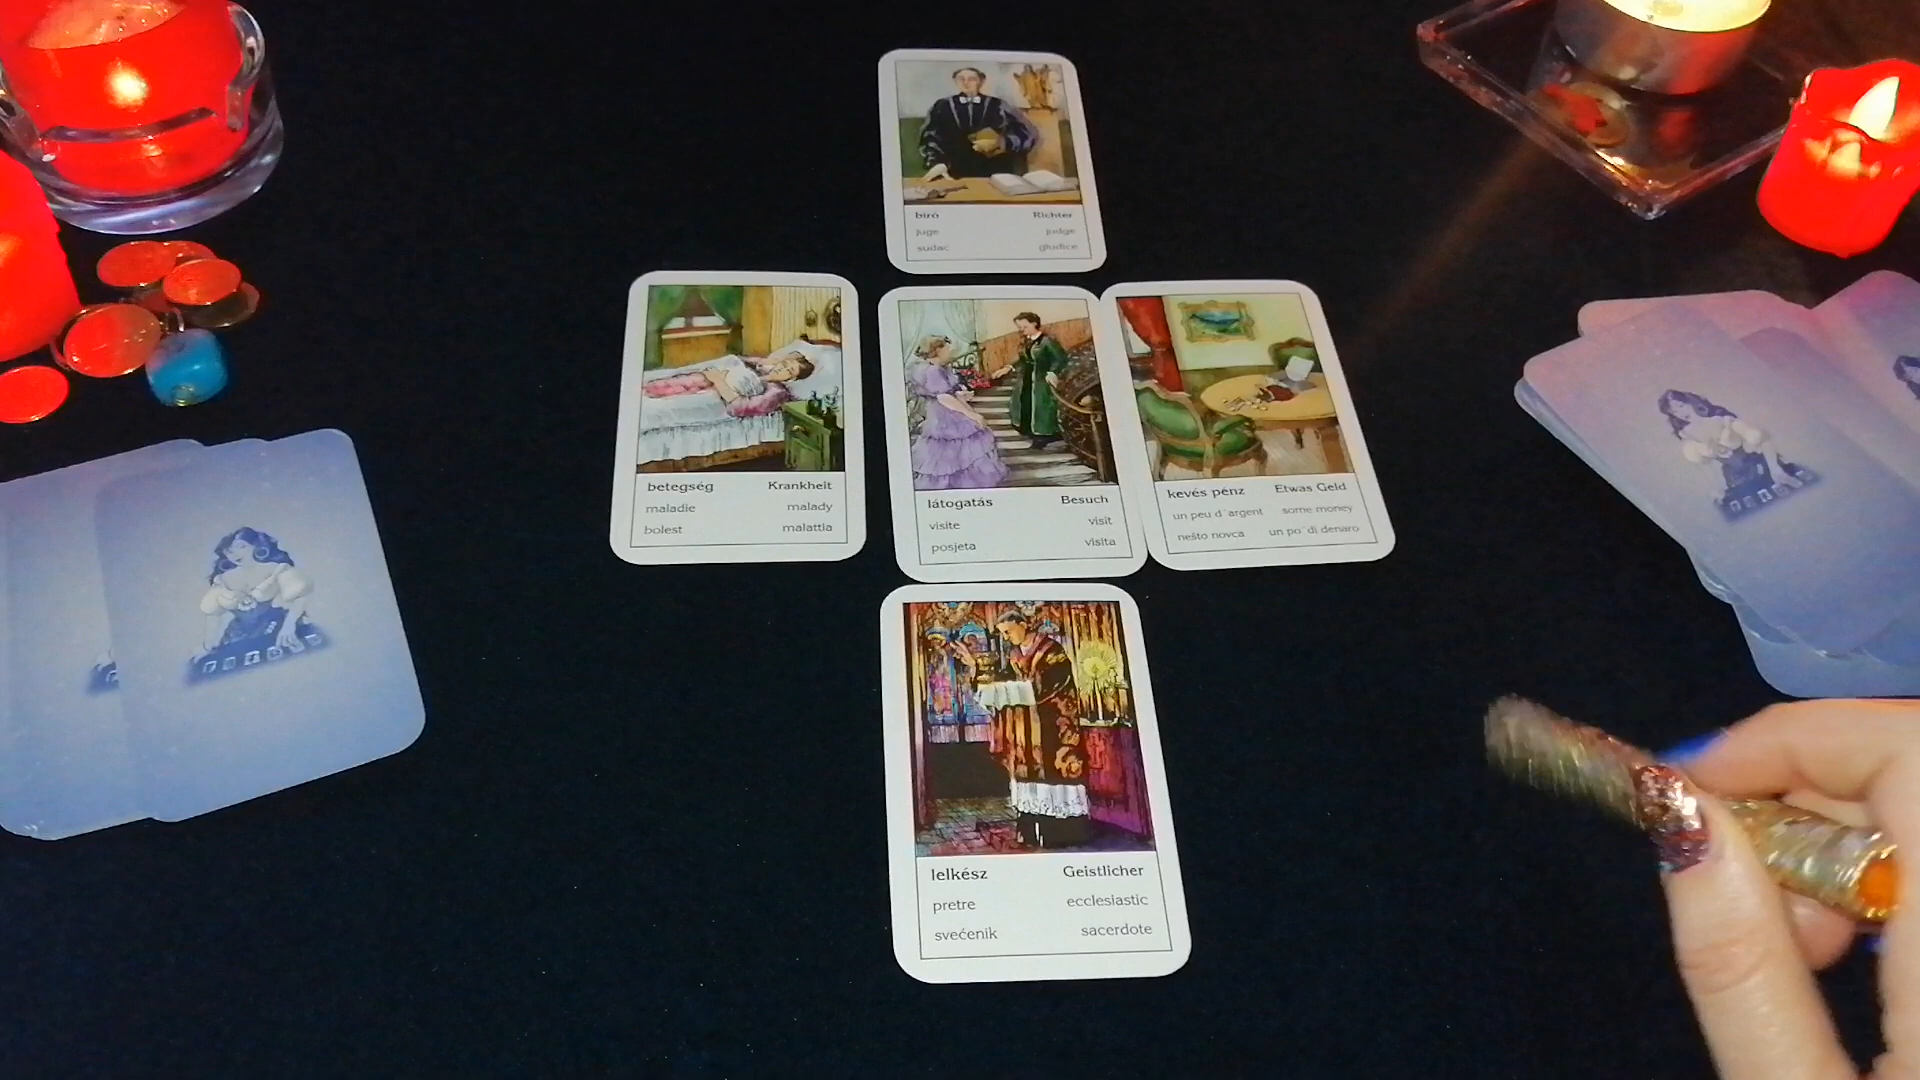 bíró Richter
juge judge
sudac giudice
betegség Krankheit
maladie malady
bolest malattia
látogatás Besuch
visite visit
posjeta visita
kevés pénz Etwas Geld
un peu d´argent some money
nešto novca un po´di denaro
lelkész Geistlicher
pretre ecclesiastic
svećenik sacerdote